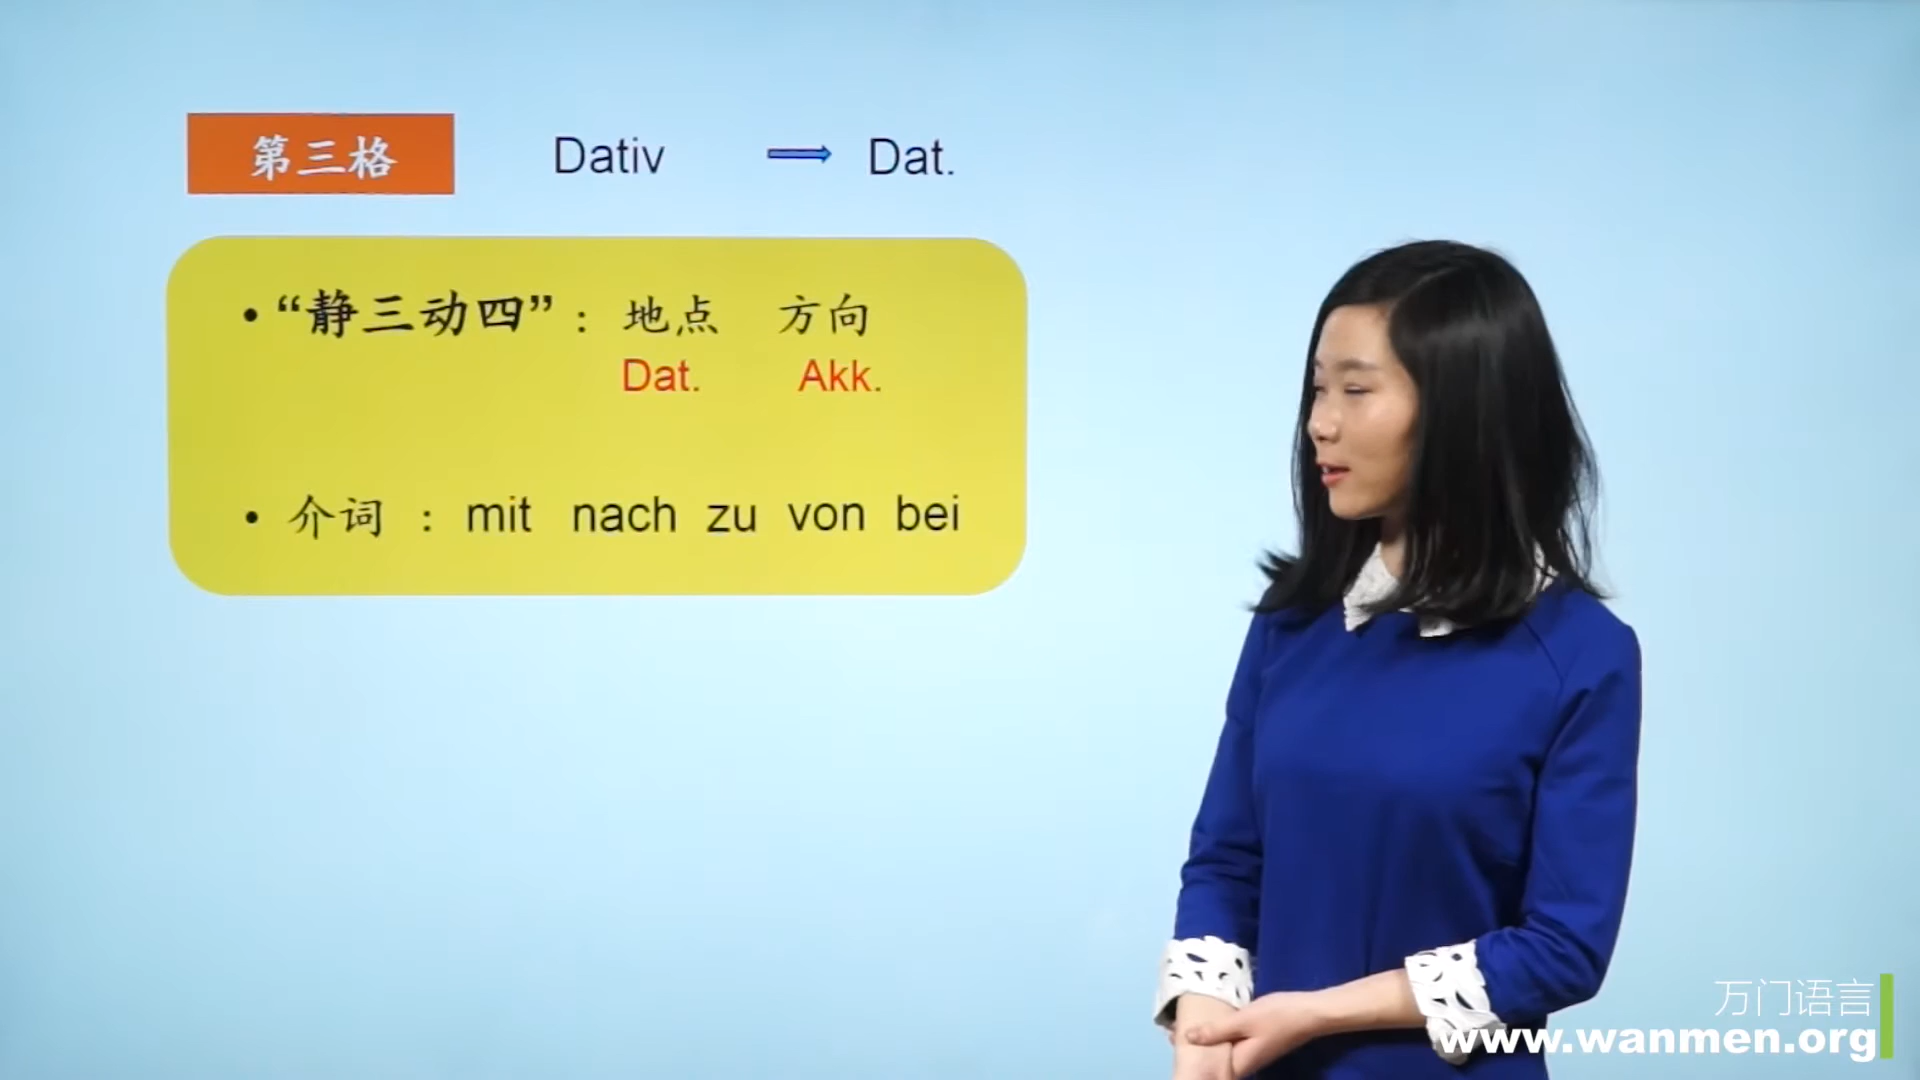 第三格 Dativ Dat.
•“静三动四”：地点 方向
Dat. Akk.
•介词：mit nach zu von bei
万门语言
www.wanmen.org